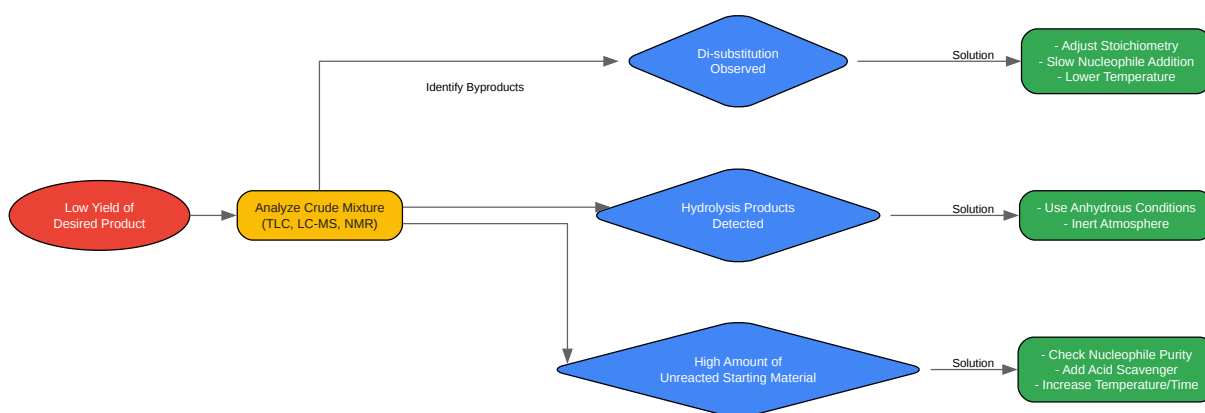 Di-substitution
Observed
Solution
- Adjust Stoichiometry
- Slow Nucleophile Addition
- Lower Temperature
Identify Byproducts
Low Yield of
Desired Product
Analyze Crude Mixture
(TLC, LC-MS, NMR)
Hydrolysis Products
Detected
Solution
- Use Anhydrous Conditions
- Inert Atmosphere
High Amount of
Unreacted Starting Material
Solution
- Check Nucleophile Purity
- Add Acid Scavenger
- Increase Temperature/Time